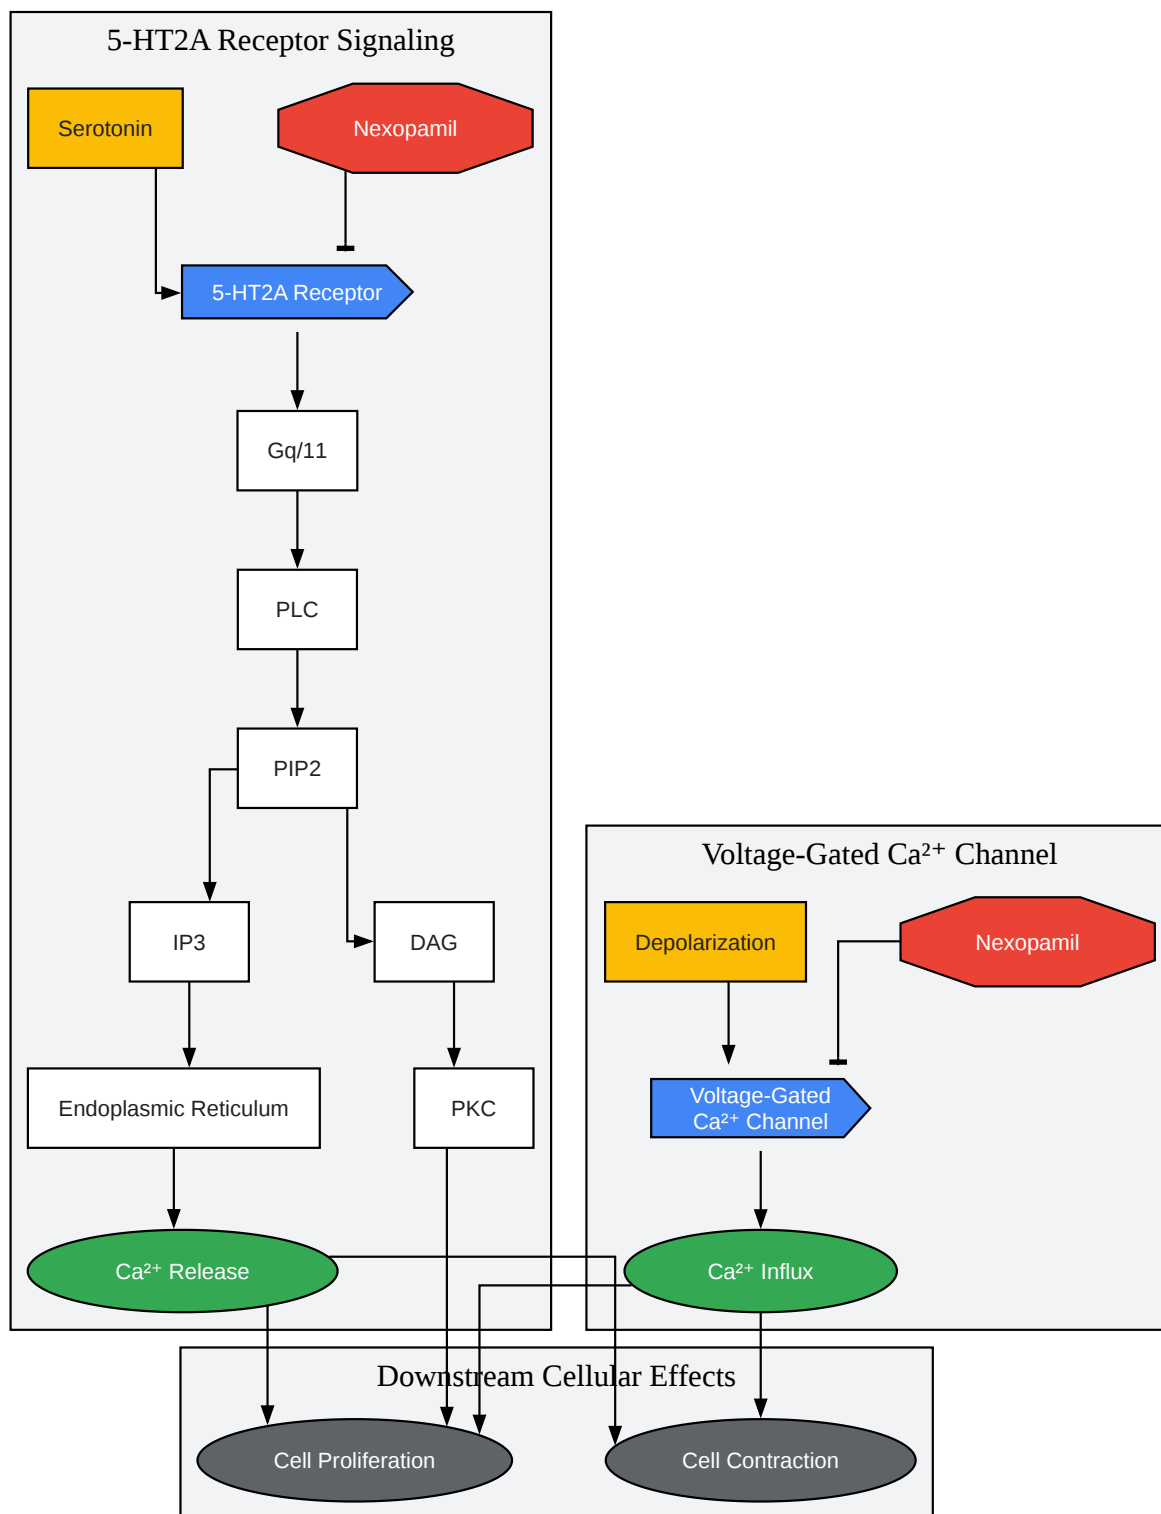 5-HT2A Receptor Signaling
Serotonin
Nexopamil
5-HT2A Receptor
Gq/11
PLC
PIP2
IP3
DAG
Endoplasmic Reticulum
PKC
Ca²⁺ Release
Voltage-Gated Ca²⁺ Channel
Depolarization
Nexopamil
Voltage-Gated
Ca²⁺ Channel
Ca²⁺ Influx
Downstream Cellular Effects
Cell Proliferation
Cell Contraction